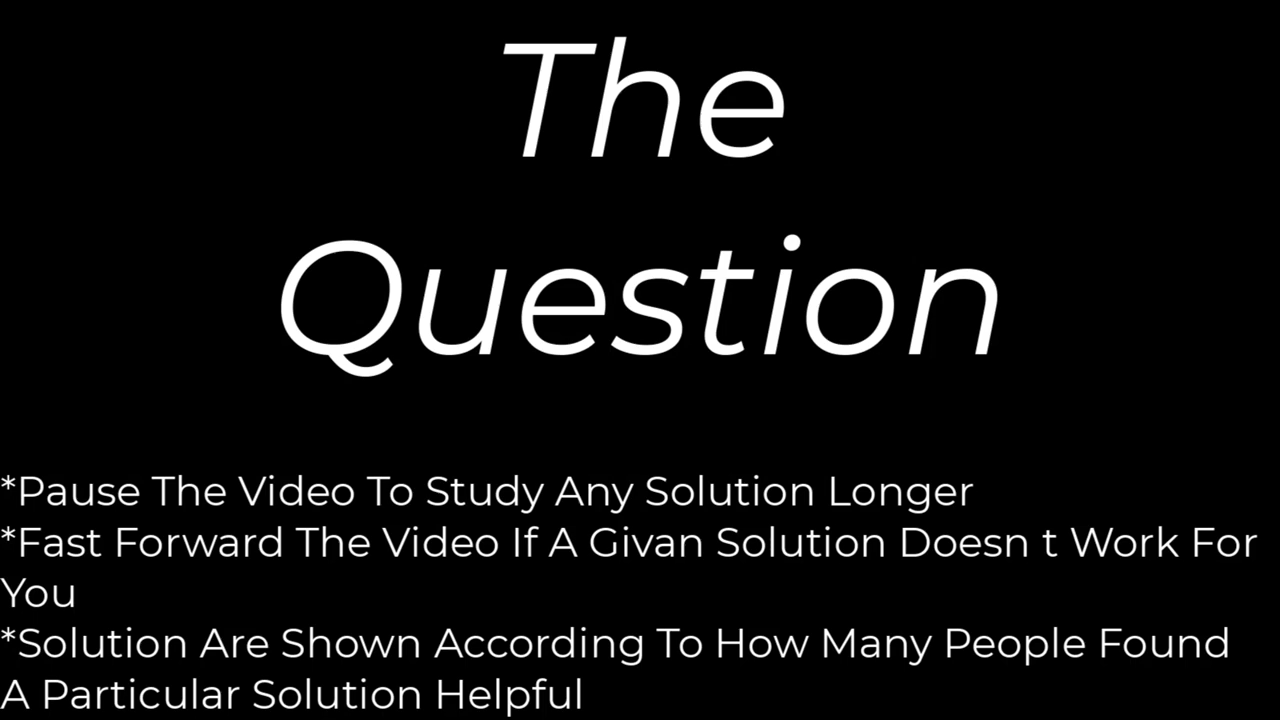 The
Question
*Pause The Video To Study Any Solution Longer
*Fast Forward The Video If A Givan Solution Doesn t Work For
You
*Solution Are Shown According To How Many People Found
A Particular Solution Helpful